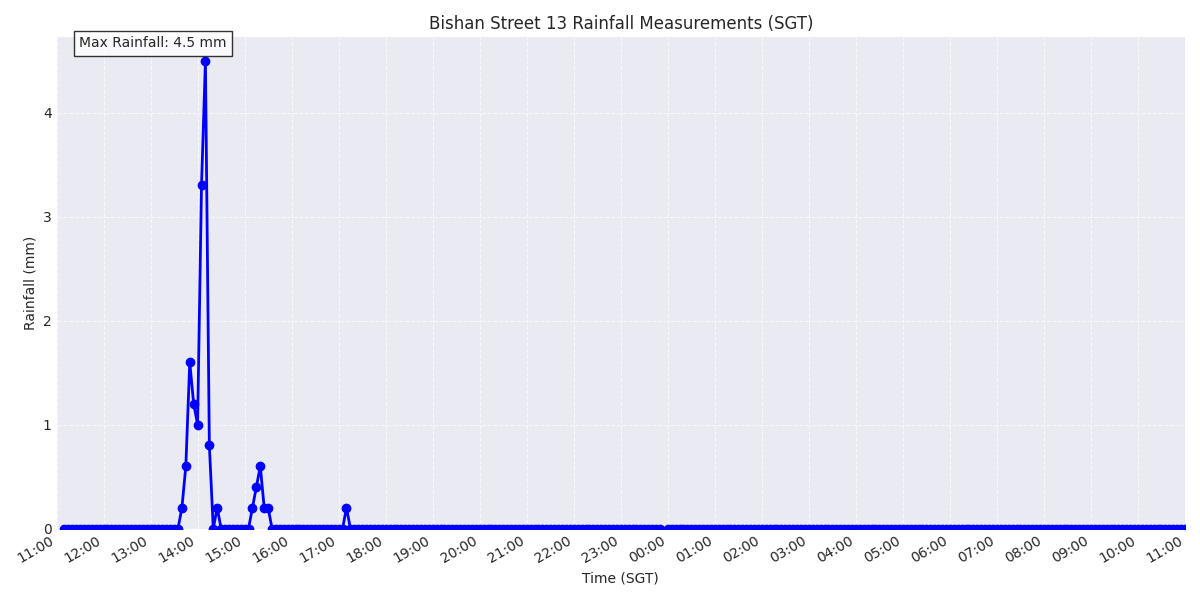 Bishan Street 13 Rainfall Measurements (SGT)
Max Rainfall: 4.5 mm
4
3
2
1
0
Rainfall (mm)
11:00 12:00 13:00 14:00 15:00 16:00 17:00 18:00 19:00 20:00 21:00 22:00 23:00 00:00 01:00 02:00 03:00 04:00 05:00 06:00 07:00 08:00 09:00 10:00 11:00
Time (SGT)